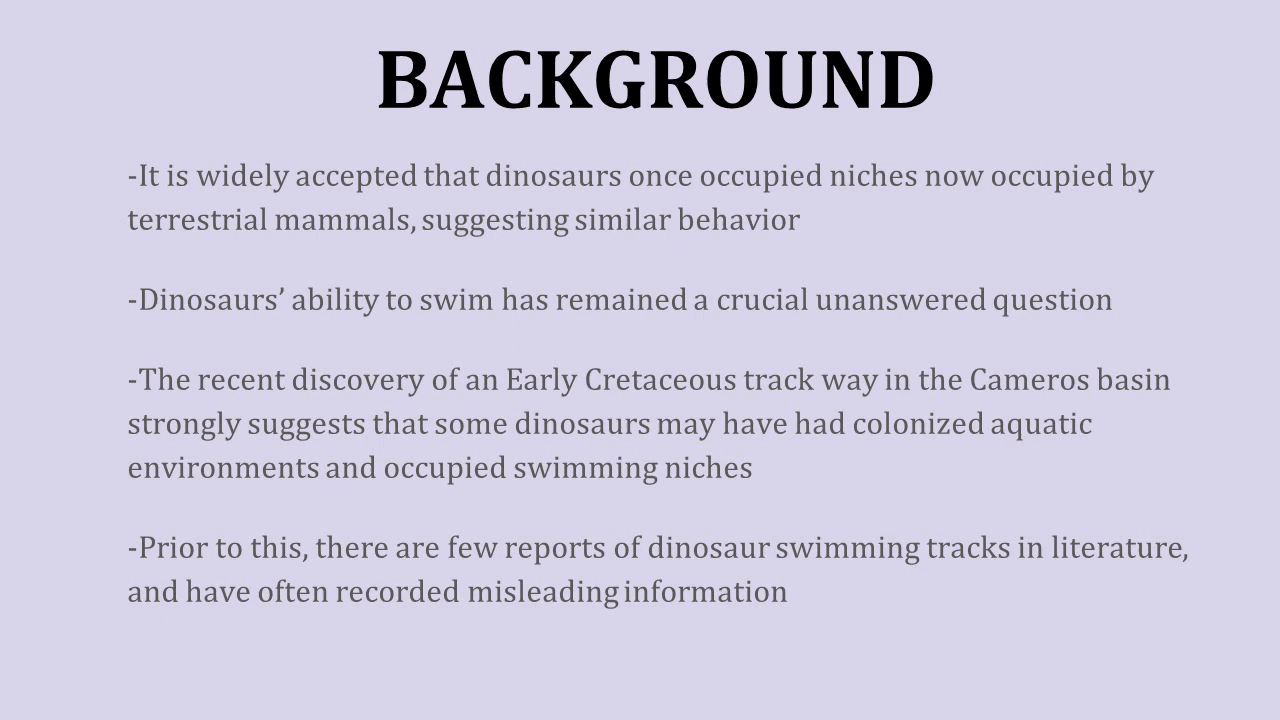 BACKGROUND
-It is widely accepted that dinosaurs once occupied niches now occupied by
terrestrial mammals, suggesting similar behavior
-Dinosaurs’ ability to swim has remained a crucial unanswered question
-The recent discovery of an Early Cretaceous track way in the Cameros basin
strongly suggests that some dinosaurs may have had colonized aquatic
environments and occupied swimming niches
-Prior to this, there are few reports of dinosaur swimming tracks in literature,
and have often recorded misleading information